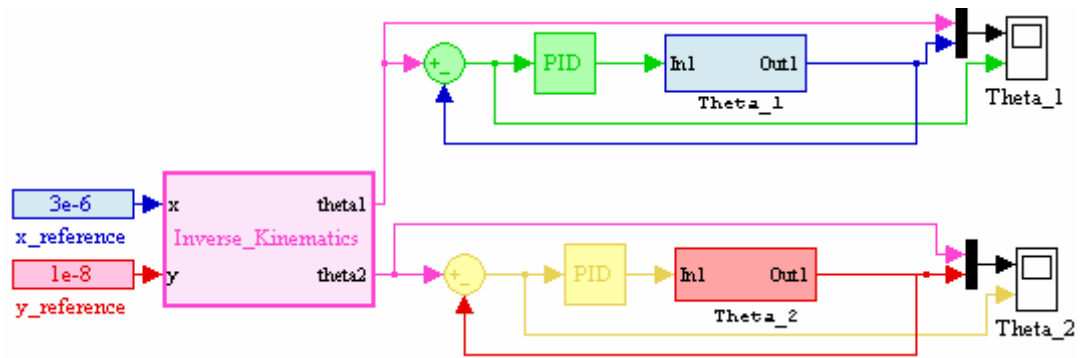 PID
In1
Out1
Theta_1
Theta_1
3e-6
x
theta1
x_reference
Inverse_Kinematics
1e-8
y
theta2
y_reference
PID
In1
Out1
Theta_2
Theta_2